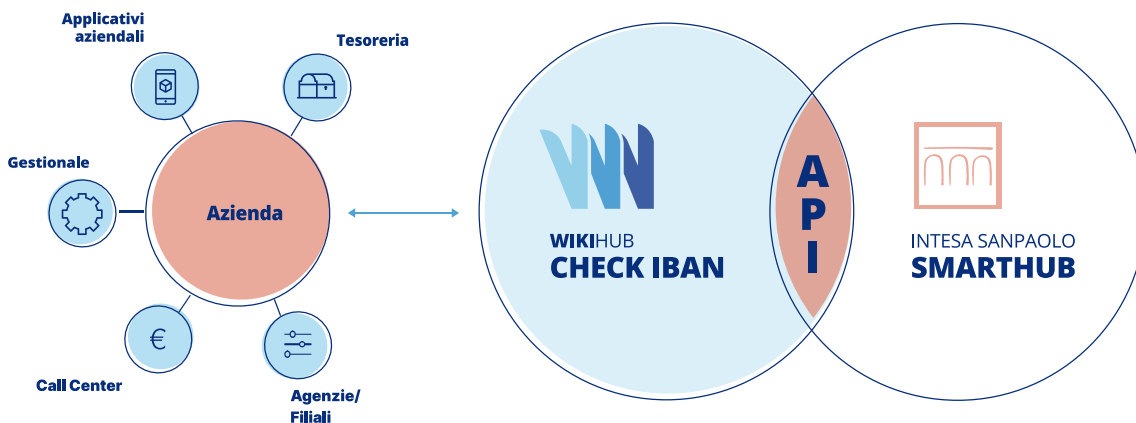 Applicativi
aziendali
Tesoreria
Gestionale
Azienda
€
Call Center
Agenzie/
Filiali
WIKIHUB
CHECK IBAN
A
P
I
INTESA SANPAOLO
SMARTHUB